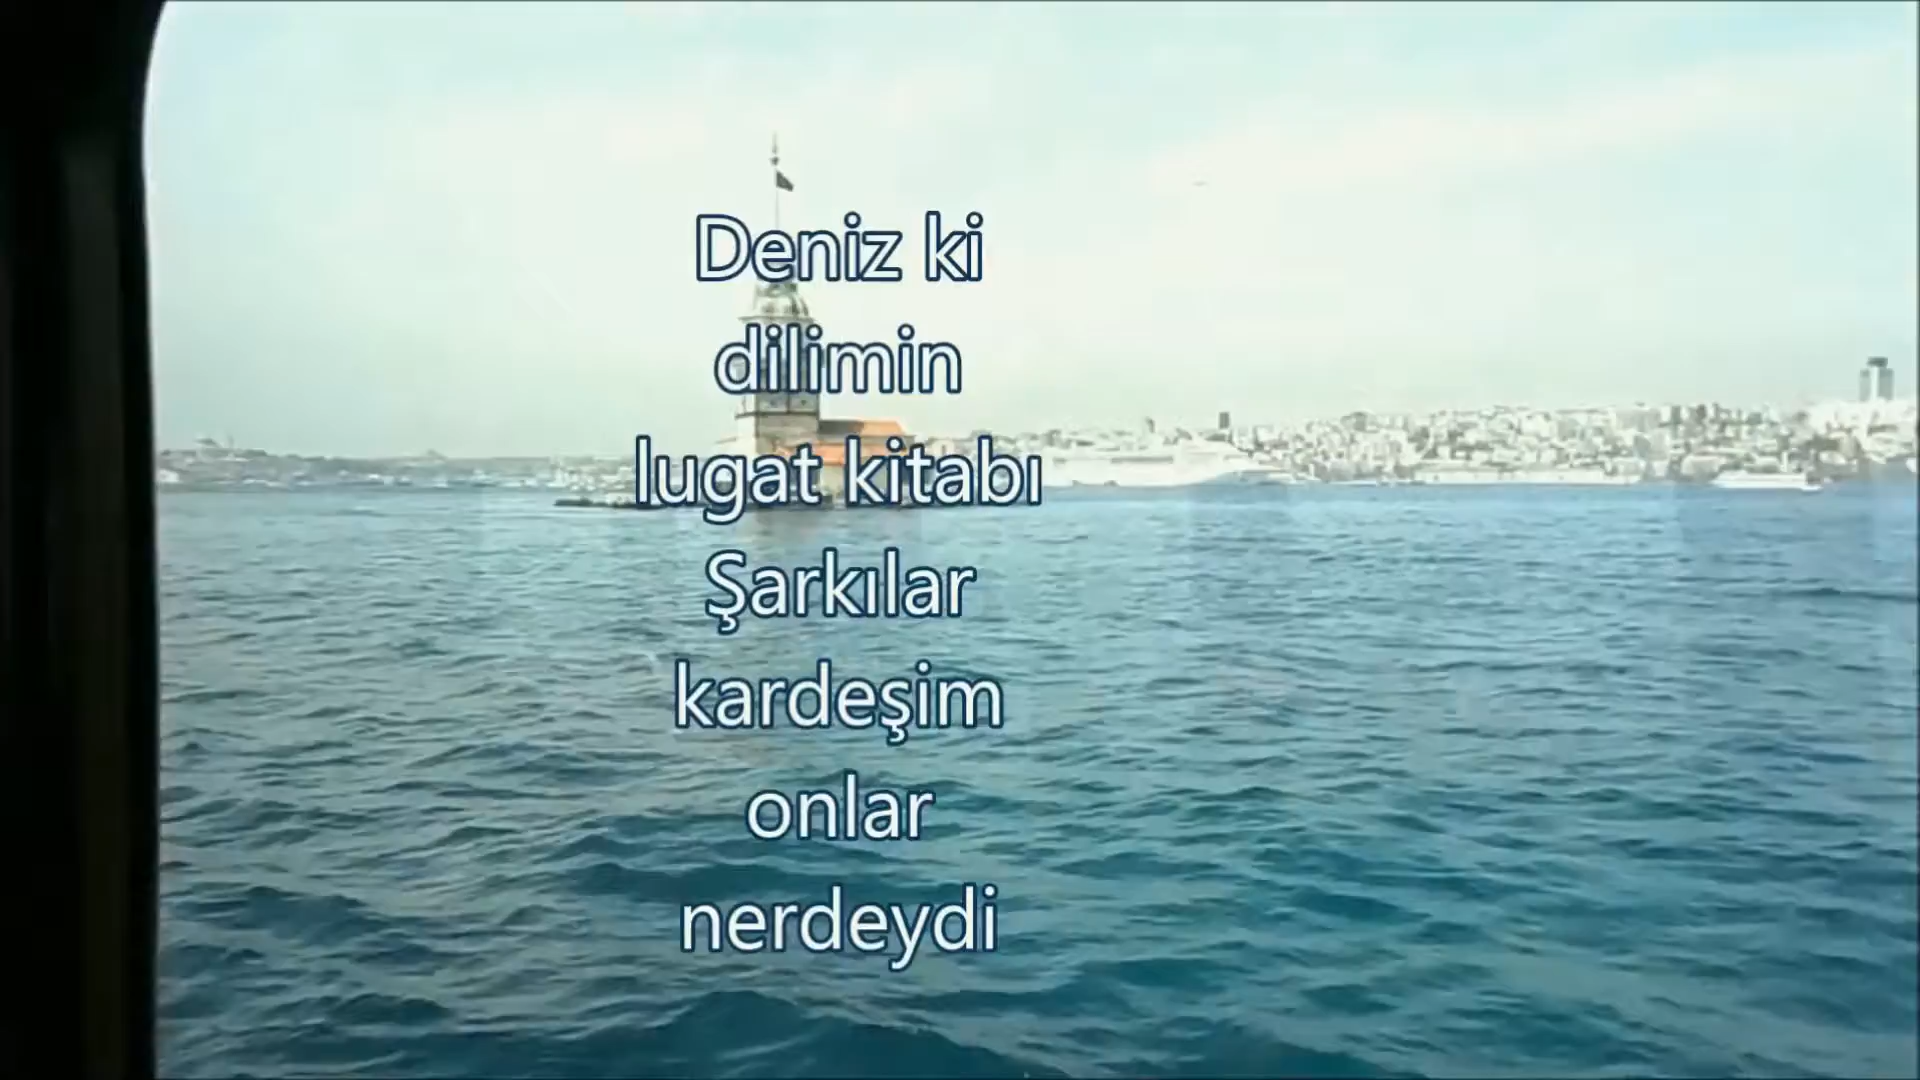 Deniz ki
dilimin
lugat kitabı
Şarkılar
kardeşim
onlar
nerdeydi